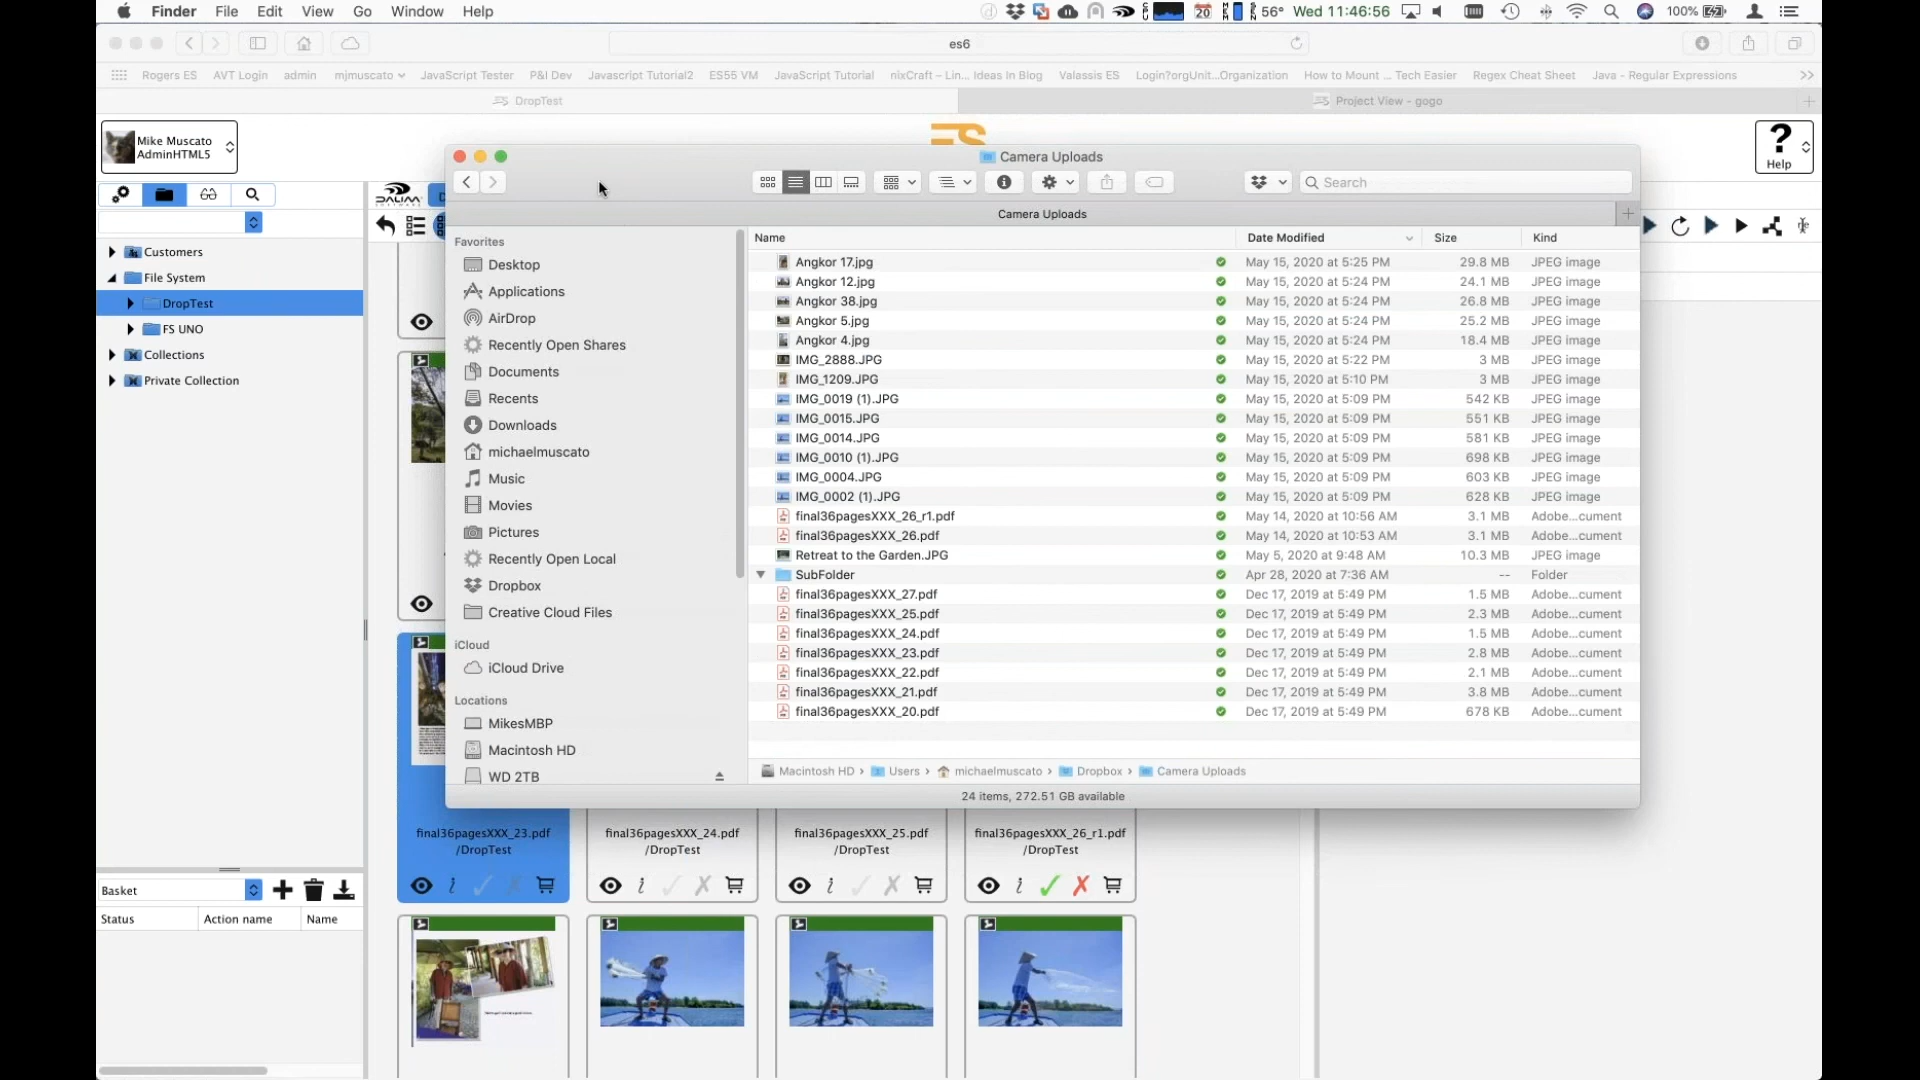 Finder File Edit View Go Window Help
20 56° Wed 11:46:56 100%
es6
Rogers ES AVT Login admin mjmuscato JavaScript Tester P&I Dev Javascript Tutorial2 ES55 VM JavaScript Tutorial nixCraft – Lin... Ideas In Blog Valassis ES Login?orgUnit...Organization How to Mount ... Tech Easier Regex Cheat Sheet Java - Regular Expressions
DropTest
Project View - gogo
Mike Muscato
AdminHTML5
ES
?
Help
Camera Uploads
Search
DALIM
Camera Uploads
Customers
File System
DropTest
FS UNO
Collections
Private Collection
Favorites
Desktop
Applications
AirDrop
Recently Open Shares
Documents
Recents
Downloads
michaelmuscato
Music
Movies
Pictures
Recently Open Local
Dropbox
Creative Cloud Files
iCloud
iCloud Drive
Locations
MikesMBP
Macintosh HD
WD 2TB
Name Date Modified Size Kind
Angkor 17.jpg May 15, 2020 at 5:25 PM 29.8 MB JPEG image
Angkor 12.jpg May 15, 2020 at 5:24 PM 24.1 MB JPEG image
Angkor 38.jpg May 15, 2020 at 5:24 PM 26.8 MB JPEG image
Angkor 5.jpg May 15, 2020 at 5:24 PM 25.2 MB JPEG image
Angkor 4.jpg May 15, 2020 at 5:24 PM 18.4 MB JPEG image
IMG_2888.JPG May 15, 2020 at 5:22 PM 3 MB JPEG image
IMG_1209.JPG May 15, 2020 at 5:10 PM 3 MB JPEG image
IMG_0019 (1).JPG May 15, 2020 at 5:09 PM 542 KB JPEG image
IMG_0015.JPG May 15, 2020 at 5:09 PM 551 KB JPEG image
IMG_0014.JPG May 15, 2020 at 5:09 PM 581 KB JPEG image
IMG_0010 (1).JPG May 15, 2020 at 5:09 PM 698 KB JPEG image
IMG_0004.JPG May 15, 2020 at 5:09 PM 603 KB JPEG image
IMG_0002 (1).JPG May 15, 2020 at 5:09 PM 628 KB JPEG image
final36pagesXXX_26_r1.pdf May 14, 2020 at 10:56 AM 3.1 MB Adobe...cument
final36pagesXXX_26.pdf May 14, 2020 at 10:53 AM 3.1 MB Adobe...cument
Retreat to the Garden.JPG May 5, 2020 at 9:48 AM 10.3 MB JPEG image
SubFolder Apr 28, 2020 at 7:36 AM -- Folder
final36pagesXXX_27.pdf Dec 17, 2019 at 5:49 PM 1.5 MB Adobe...cument
final36pagesXXX_25.pdf Dec 17, 2019 at 5:49 PM 2.3 MB Adobe...cument
final36pagesXXX_24.pdf Dec 17, 2019 at 5:49 PM 1.5 MB Adobe...cument
final36pagesXXX_23.pdf Dec 17, 2019 at 5:49 PM 2.8 MB Adobe...cument
final36pagesXXX_22.pdf Dec 17, 2019 at 5:49 PM 2.1 MB Adobe...cument
final36pagesXXX_21.pdf Dec 17, 2019 at 5:49 PM 3.8 MB Adobe...cument
final36pagesXXX_20.pdf Dec 17, 2019 at 5:49 PM 678 KB Adobe...cument
Macintosh HD › Users › michaelmuscato › Dropbox › Camera Uploads
24 items, 272.51 GB available
final36pagesXXX_23.pdf
/DropTest
final36pagesXXX_24.pdf
/DropTest
final36pagesXXX_25.pdf
/DropTest
final36pagesXXX_26_r1.pdf
/DropTest
Basket
Status Action name Name